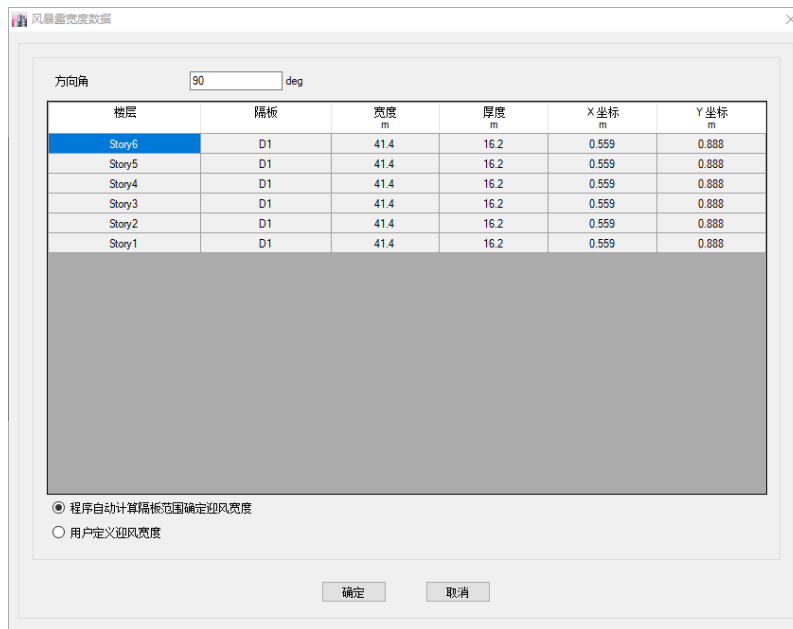 风暴露宽度数据
方向角 90 deg
楼层 隔板 宽度 厚度 X 坐标 Y 坐标
m m m m
Story6 D1 41.4 16.2 0.559 0.888
Story5 D1 41.4 16.2 0.559 0.888
Story4 D1 41.4 16.2 0.559 0.888
Story3 D1 41.4 16.2 0.559 0.888
Story2 D1 41.4 16.2 0.559 0.888
Story1 D1 41.4 16.2 0.559 0.888
程序自动计算隔板范围确定迎风宽度
用户定义迎风宽度
确定 取消